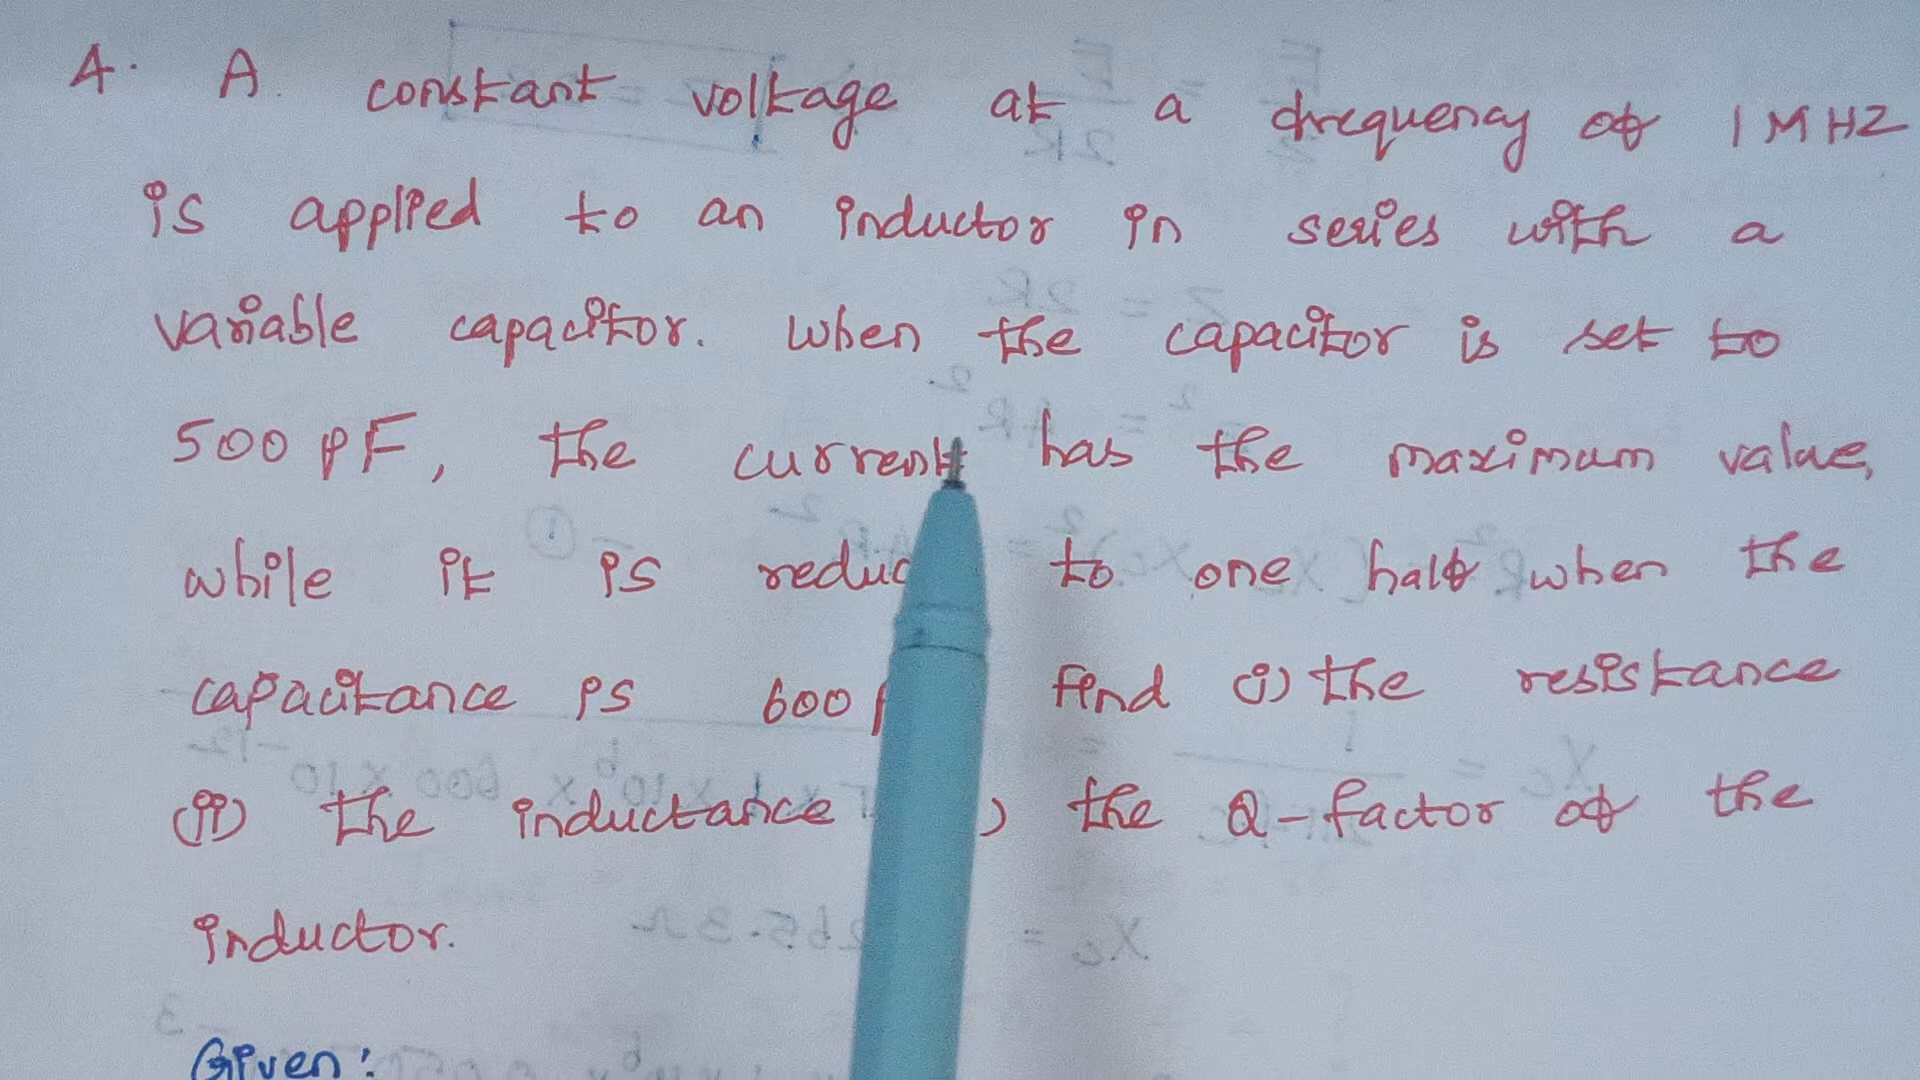 4. A constant voltage at a frequency of 1 MHZ
is applied to an inductor in series with a
variable capacitor. When the capacitor is set to
500 pF, the current has the maximum value,
while it is to one half when the
capacitance is 600 find (i) the resistance
(ii) the inductance the Q-factor of the
inductor.
Given: